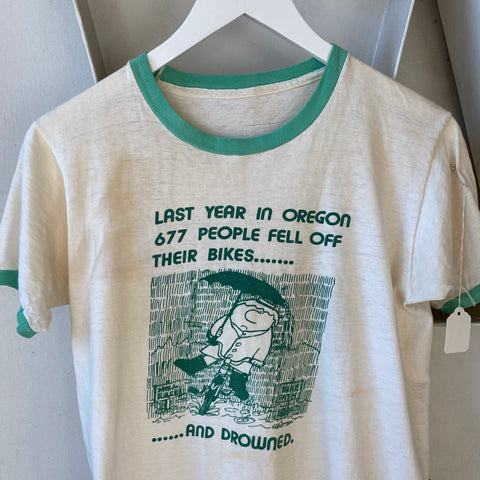 LAST YEAR IN OREGON
677 PEOPLE FELL OFF
THEIR BIKES.......
......AND DROWNED.